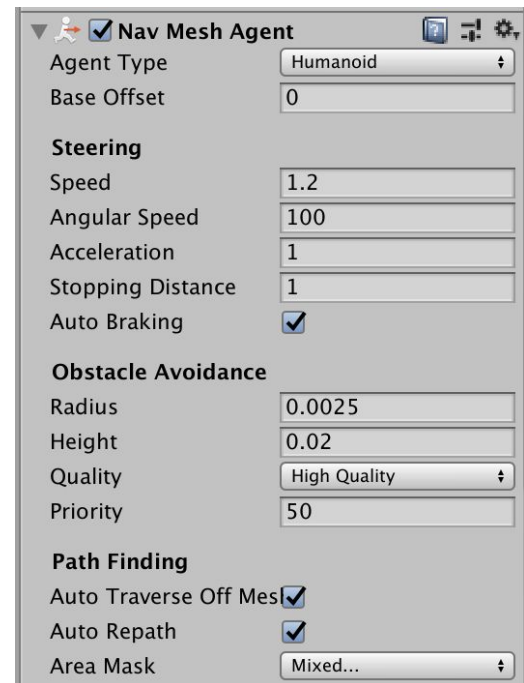 Nav Mesh Agent
Agent Type Humanoid
Base Offset 0
Steering
Speed 1.2
Angular Speed 100
Acceleration 1
Stopping Distance 1
Auto Braking
Obstacle Avoidance
Radius 0.0025
Height 0.02
Quality High Quality
Priority 50
Path Finding
Auto Traverse Off Mes
Auto Repath
Area Mask Mixed...